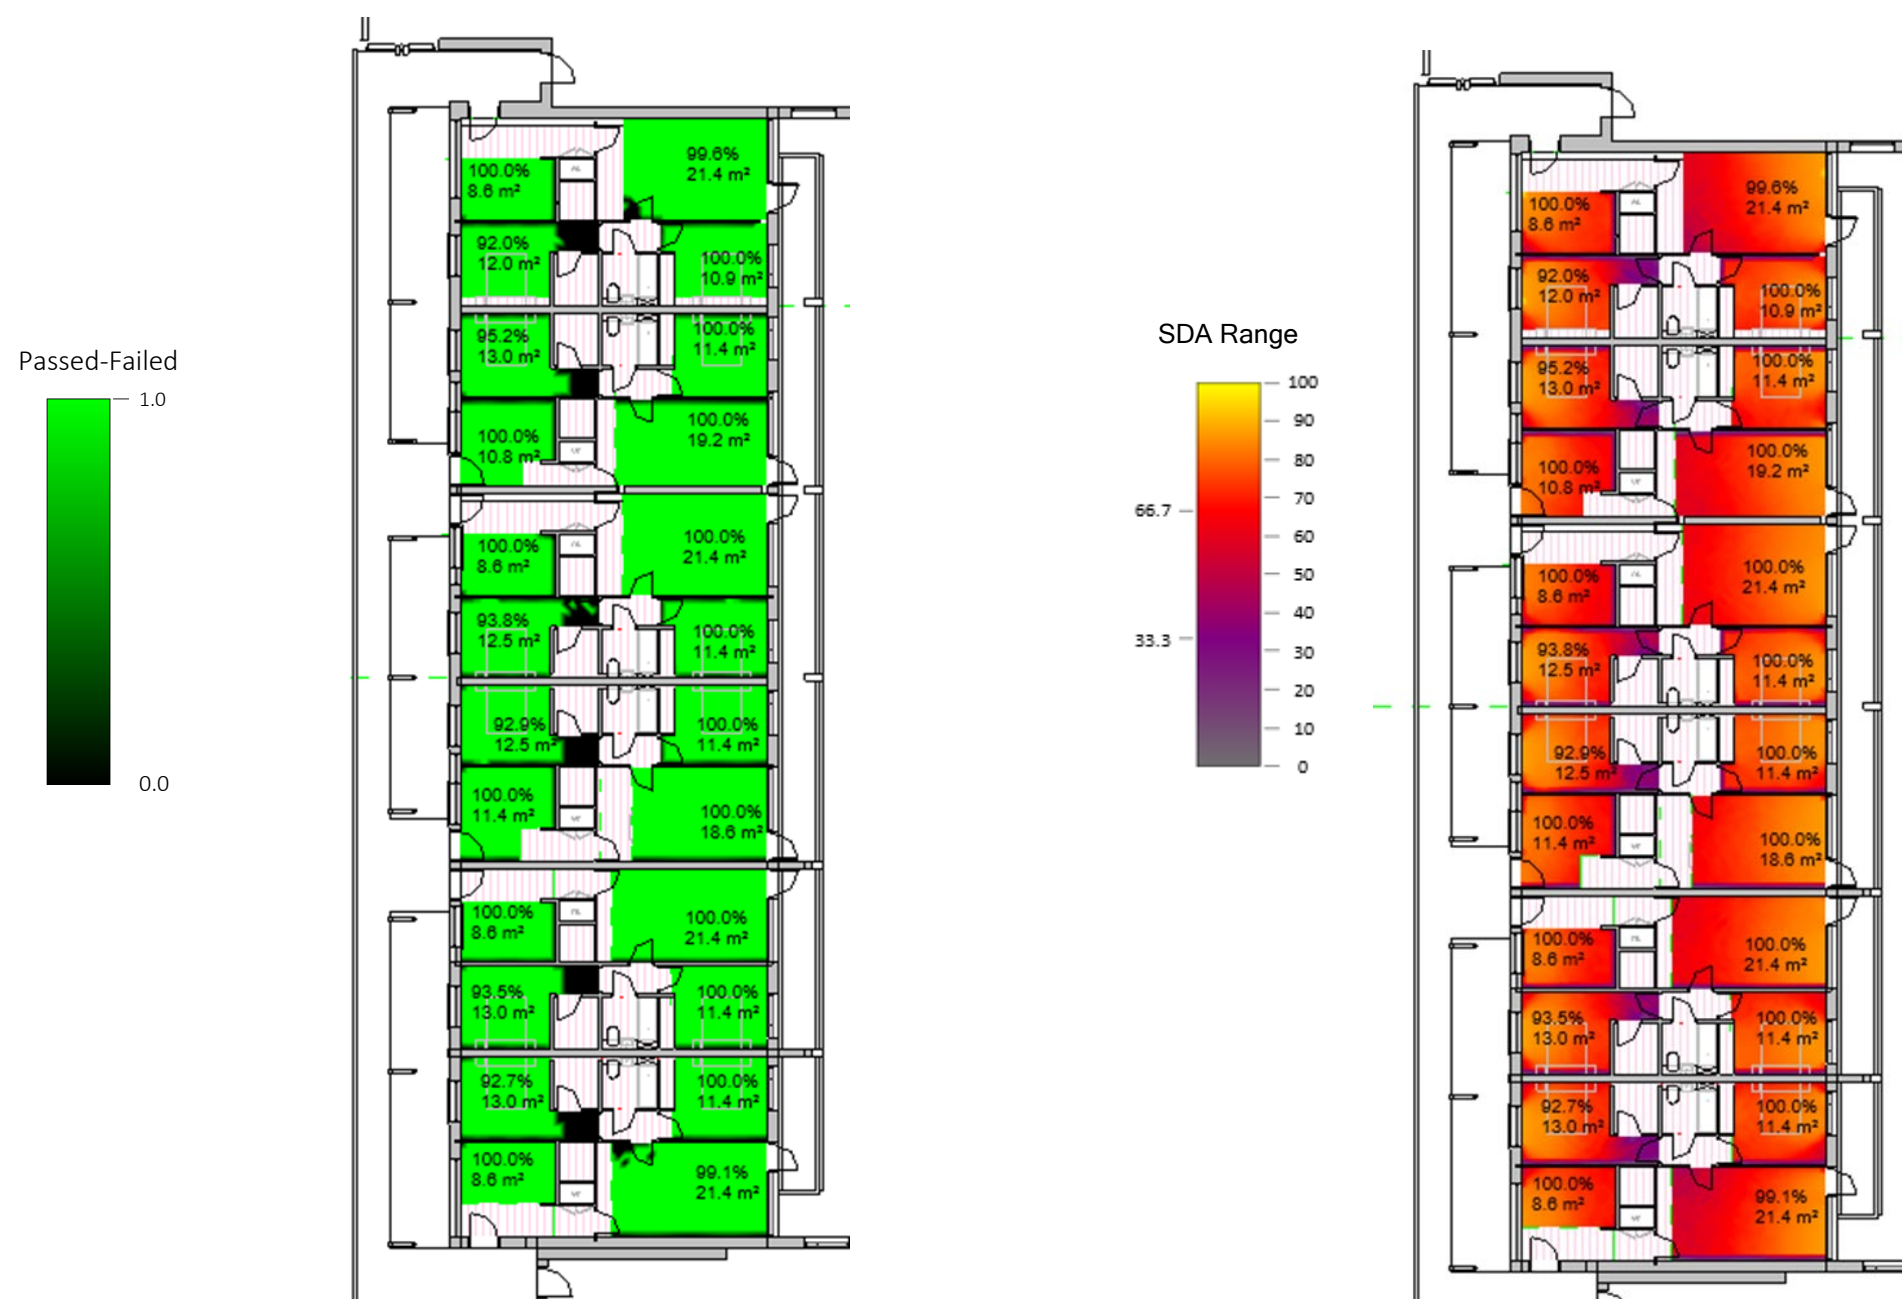 Passed-Failed
1.0
0.0
99.6%
21.4 m²
100.0%
8.6 m²
92.0%
12.0 m²
100.0%
10.9 m²
95.2%
13.0 m²
100.0%
11.4 m²
100.0%
10.8 m²
100.0%
19.2 m²
100.0%
8.6 m²
100.0%
21.4 m²
93.8%
12.5 m²
100.0%
11.4 m²
92.9%
12.5 m²
100.0%
11.4 m²
100.0%
11.4 m²
100.0%
18.6 m²
100.0%
8.6 m²
100.0%
21.4 m²
93.5%
13.0 m²
100.0%
11.4 m²
92.7%
13.0 m²
100.0%
11.4 m²
100.0%
8.6 m²
99.1%
21.4 m²
SDA Range
100
90
80
70
66.7
60
50
40
33.3
30
20
10
0
99.6%
21.4 m²
100.0%
8.6 m²
92.0%
12.0 m²
100.0%
10.9 m²
95.2%
13.0 m²
100.0%
11.4 m²
100.0%
10.8 m²
100.0%
19.2 m²
100.0%
8.6 m²
100.0%
21.4 m²
93.8%
12.5 m²
100.0%
11.4 m²
92.9%
12.5 m²
100.0%
11.4 m²
100.0%
11.4 m²
100.0%
18.6 m²
100.0%
8.6 m²
100.0%
21.4 m²
93.5%
13.0 m²
100.0%
11.4 m²
92.7%
13.0 m²
100.0%
11.4 m²
100.0%
8.6 m²
99.1%
21.4 m²